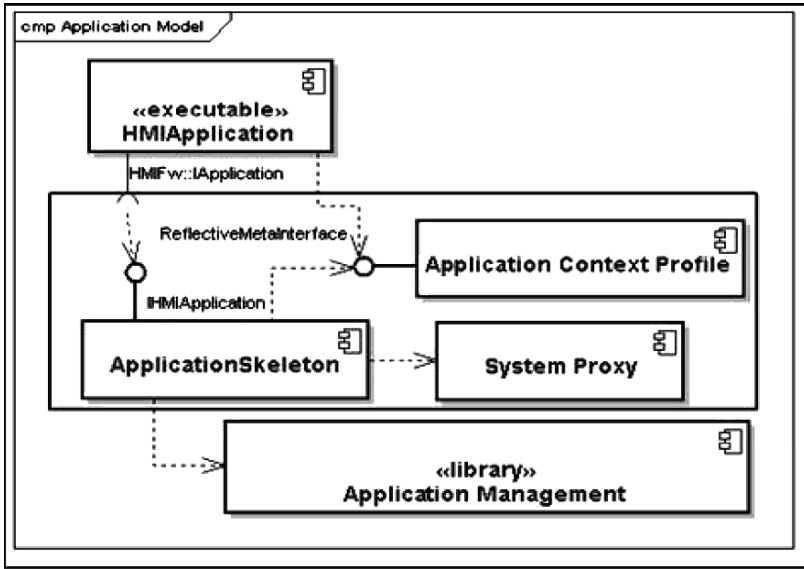 cmp Application Model
«executable»
HMIApplication
HMIFw::IApplication
ReflectiveMetaInterface
Application Context Profile
IHMIApplication
ApplicationSkeleton
System Proxy
«library»
Application Management